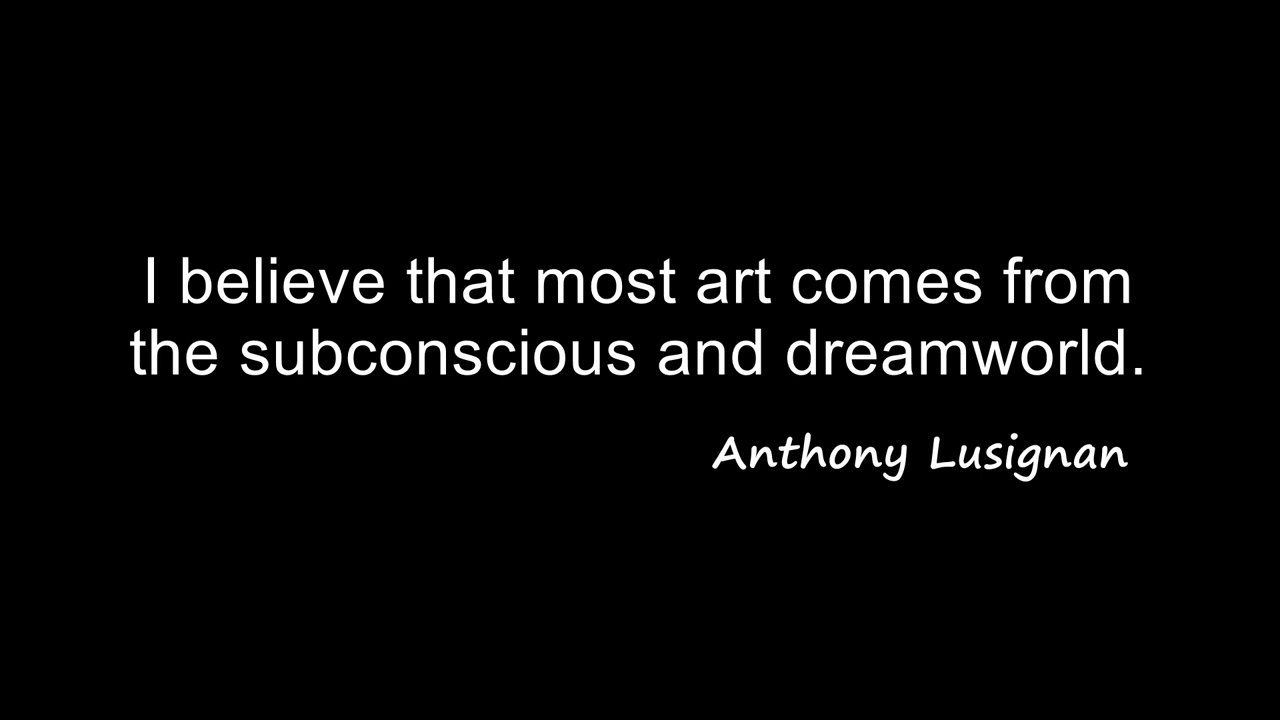 I believe that most art comes from
the subconscious and dreamworld.
Anthony Lusignan